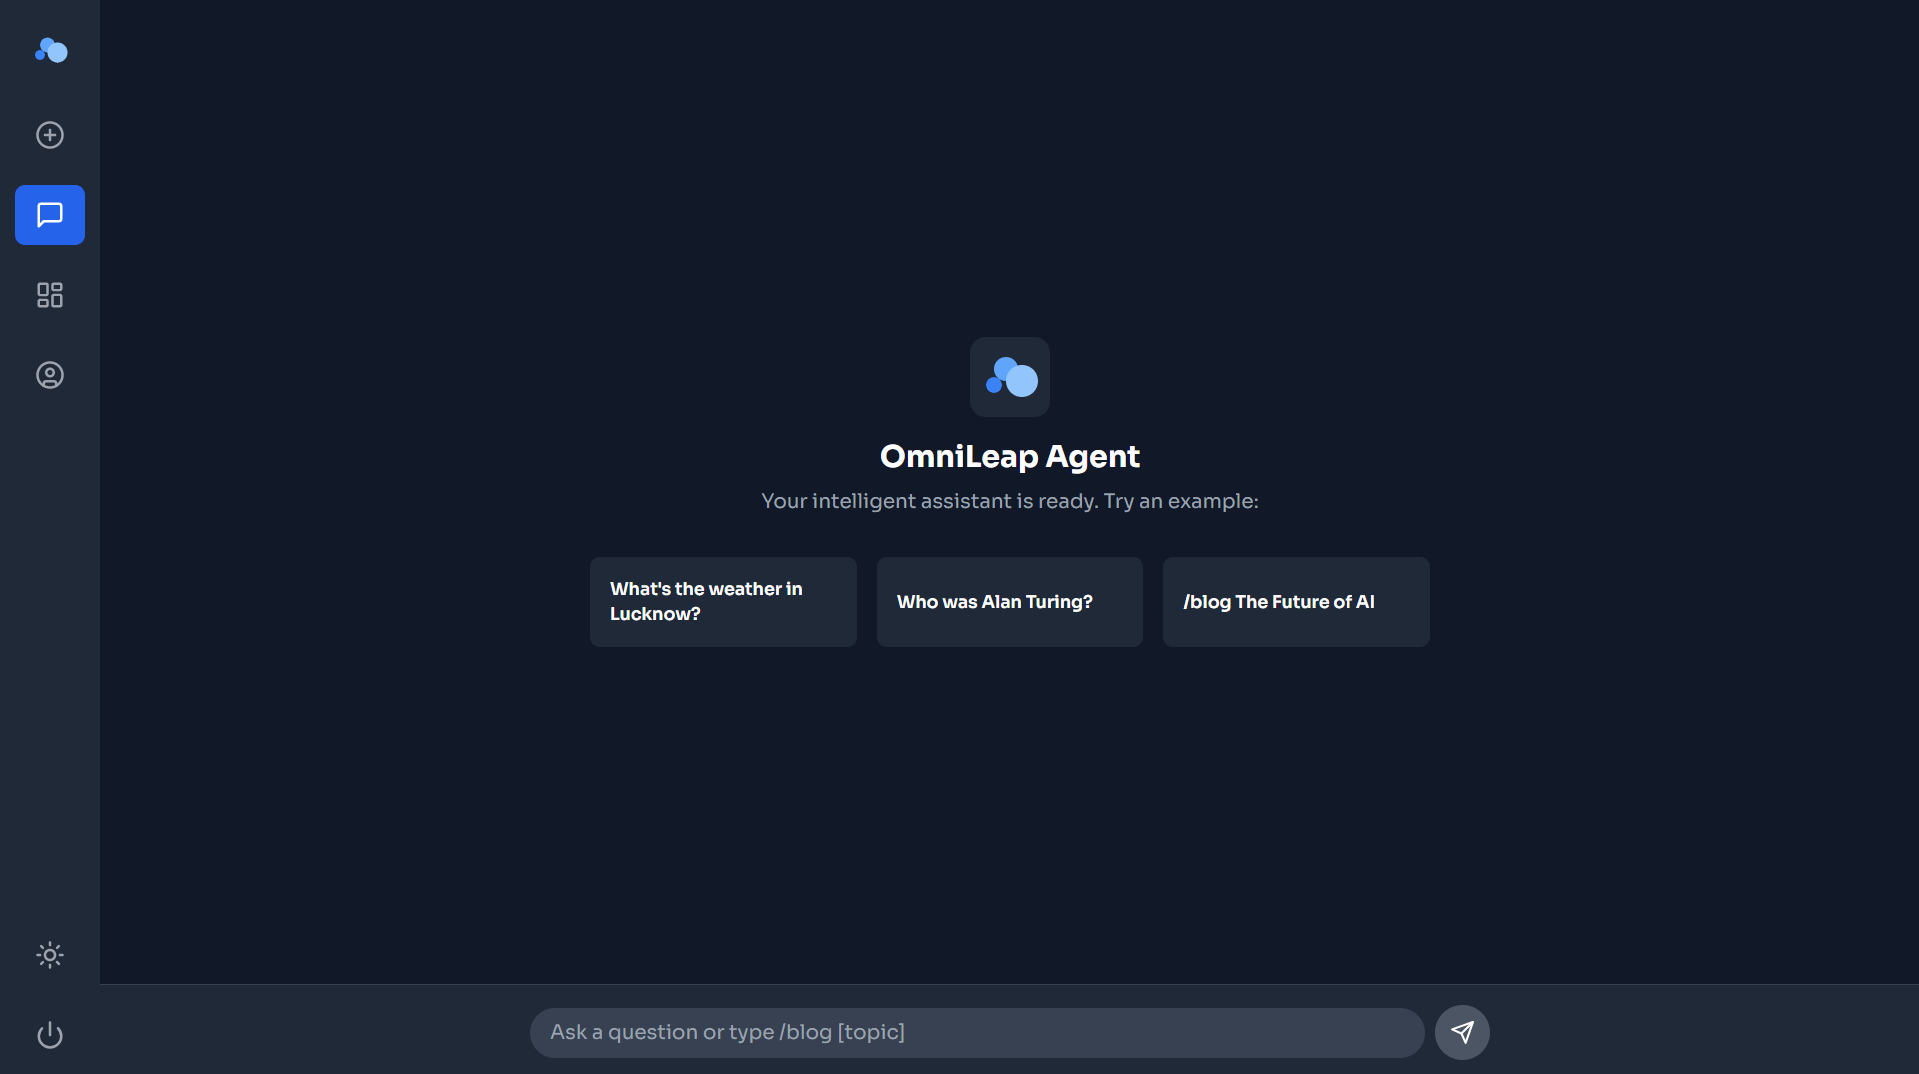 OmniLeap Agent
Your intelligent assistant is ready. Try an example:
What's the weather in
Lucknow?
Who was Alan Turing?
/blog The Future of AI
Ask a question or type /blog [topic]